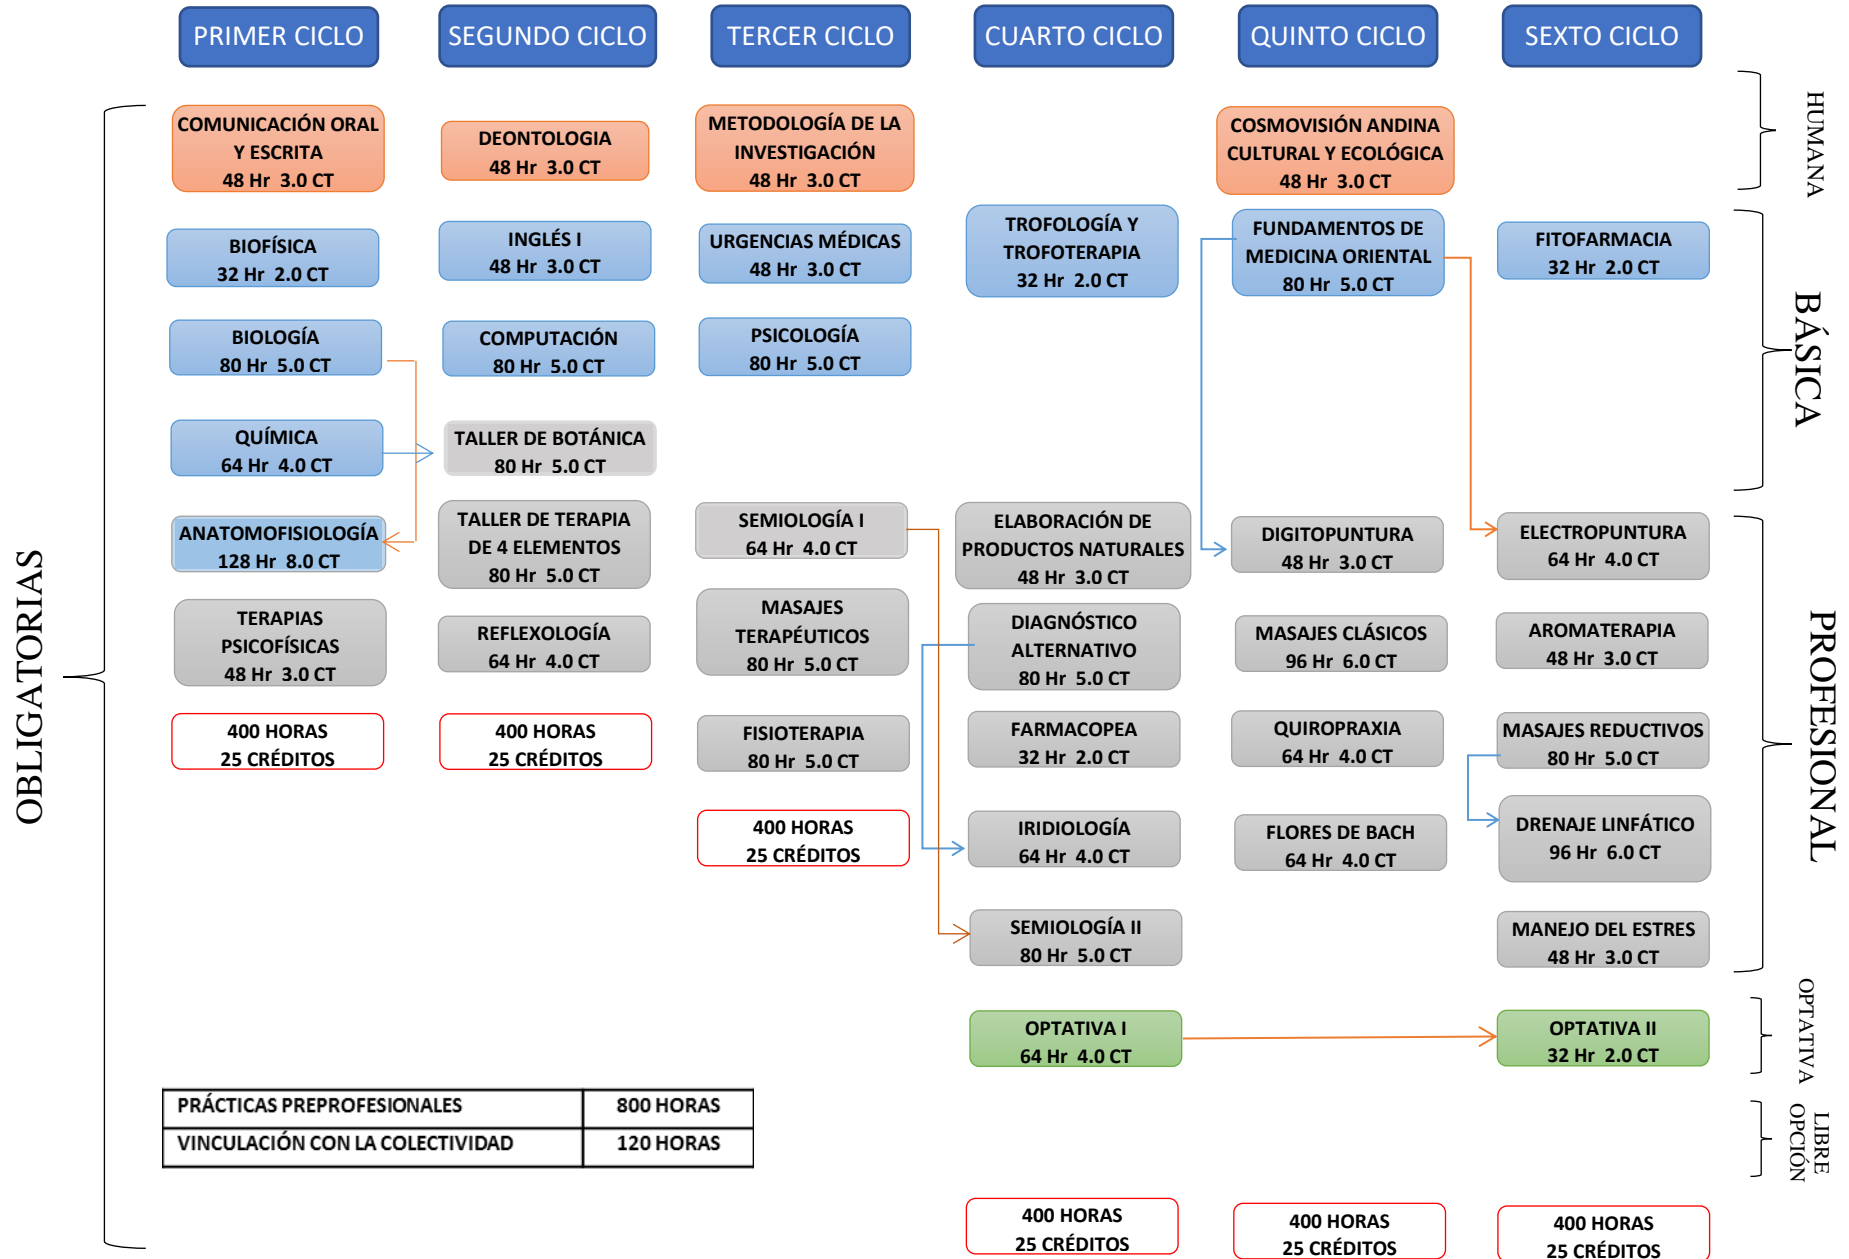 PRIMER CICLO
SEGUNDO CICLO
TERCER CICLO
CUARTO CICLO
QUINTO CICLO
SEXTO CICLO
OBLIGATORIAS
COMUNICACIÓN ORAL
Y ESCRITA
48 Hr 3.0 CT
BIOFÍSICA
32 Hr 2.0 CT
BIOLOGÍA
80 Hr 5.0 CT
QUÍMICA
64 Hr 4.0 CT
ANATOMOFISIOLOGÍA
128 Hr 8.0 CT
TERAPIAS
PSICOFÍSICAS
48 Hr 3.0 CT
400 HORAS
25 CRÉDITOS
DEONTOLOGIA
48 Hr 3.0 CT
INGLÉS I
48 Hr 3.0 CT
COMPUTACIÓN
80 Hr 5.0 CT
TALLER DE BOTÁNICA
80 Hr 5.0 CT
TALLER DE TERAPIA
DE 4 ELEMENTOS
80 Hr 5.0 CT
REFLEXOLOGÍA
64 Hr 4.0 CT
400 HORAS
25 CRÉDITOS
METODOLOGÍA DE LA
INVESTIGACIÓN
48 Hr 3.0 CT
URGENCIAS MÉDICAS
48 Hr 3.0 CT
PSICOLOGÍA
80 Hr 5.0 CT
SEMIOLOGÍA I
64 Hr 4.0 CT
MASAJES
TERAPÉUTICOS
80 Hr 5.0 CT
FISIOTERAPIA
80 Hr 5.0 CT
400 HORAS
25 CRÉDITOS
TROFOLOGÍA Y
TROFOTERAPIA
32 Hr 2.0 CT
ELABORACIÓN DE
PRODUCTOS NATURALES
48 Hr 3.0 CT
DIAGNÓSTICO
ALTERNATIVO
80 Hr 5.0 CT
FARMACOPEA
32 Hr 2.0 CT
IRIDIOLOGÍA
64 Hr 4.0 CT
SEMIOLOGÍA II
80 Hr 5.0 CT
OPTATIVA I
64 Hr 4.0 CT
400 HORAS
25 CRÉDITOS
COSMOVISIÓN ANDINA
CULTURAL Y ECOLÓGICA
48 Hr 3.0 CT
FUNDAMENTOS DE
MEDICINA ORIENTAL
80 Hr 5.0 CT
DIGITOPUNTURA
48 Hr 3.0 CT
MASAJES CLÁSICOS
96 Hr 6.0 CT
QUIROPRAXIA
64 Hr 4.0 CT
FLORES DE BACH
64 Hr 4.0 CT
400 HORAS
25 CRÉDITOS
FITOFARMACIA
32 Hr 2.0 CT
ELECTROPUNTURA
64 Hr 4.0 CT
AROMATERAPIA
48 Hr 3.0 CT
MASAJES REDUCTIVOS
80 Hr 5.0 CT
DRENAJE LINFÁTICO
96 Hr 6.0 CT
MANEJO DEL ESTRES
48 Hr 3.0 CT
OPTATIVA II
32 Hr 2.0 CT
400 HORAS
25 CRÉDITOS
HUMANA
BÁSICA
PROFESIONAL
OPTATIVA
LIBRE
OPCIÓN
PRÁCTICAS PREPROFESIONALES 800 HORAS
VINCULACIÓN CON LA COLECTIVIDAD 120 HORAS